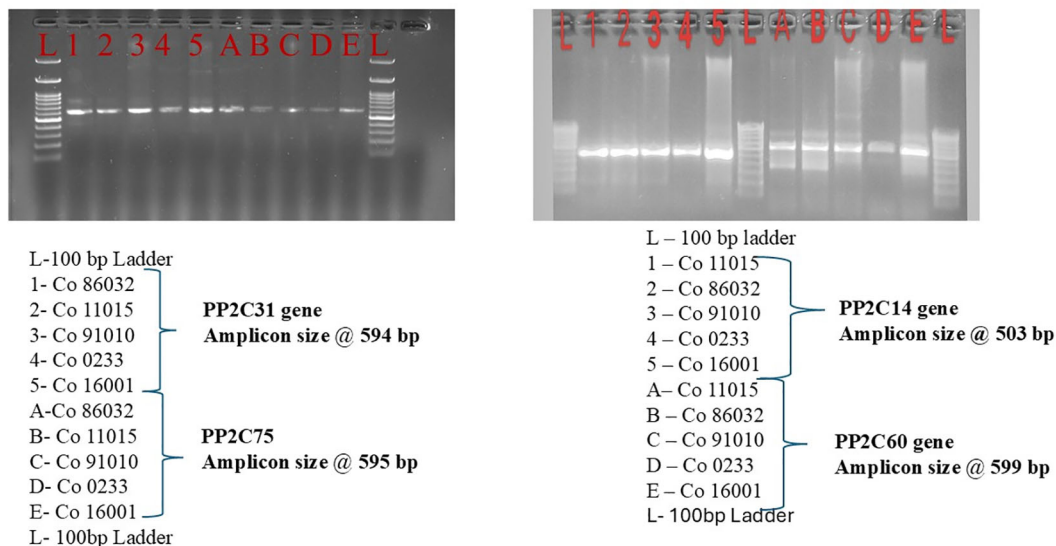 L 1 2 3 4 5 A B C D E L
L-100 bp Ladder
1- Co 86032
2- Co 11015
3- Co 91010
4- Co 0233
5- Co 16001
PP2C31 gene
Amplicon size @ 594 bp
A-Co 86032
B- Co 11015
C- Co 91010
D- Co 0233
E- Co 16001
PP2C75
Amplicon size @ 595 bp
L- 100bp Ladder
L 1 2 3 4 5 L A B C D E L
L – 100 bp ladder
1 – Co 11015
2 – Co 86032
3 – Co 91010
4 – Co 0233
5 – Co 16001
PP2C14 gene
Amplicon size @ 503 bp
A – Co 11015
B – Co 86032
C – Co 91010
D – Co 0233
E – Co 16001
PP2C60 gene
Amplicon size @ 599 bp
L- 100bp Ladder